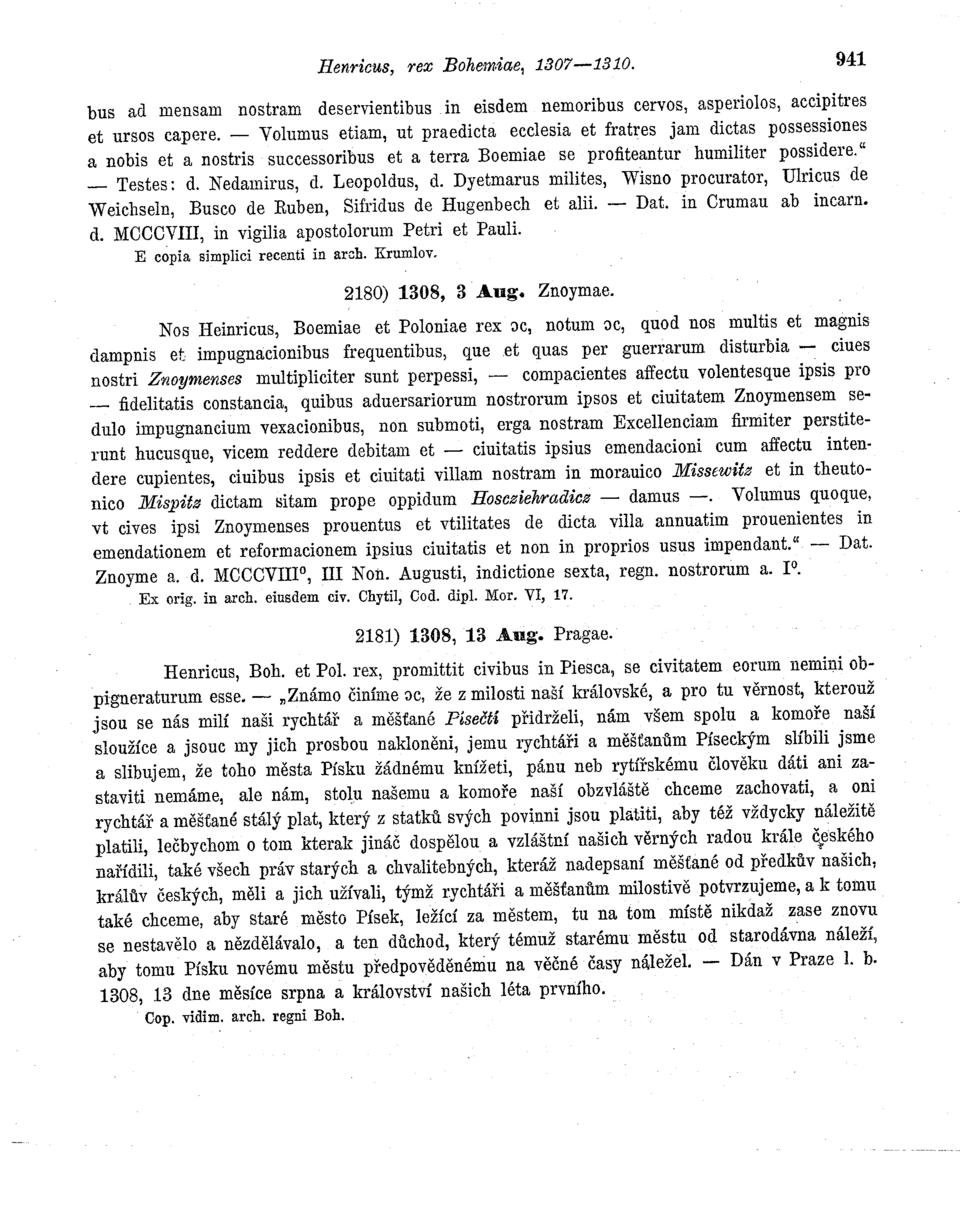 Henricus, rex Bohemiae, 1307—1310. 941
bus ad mensam nostram deservientibus in eisdem nemoribus cervos, asperiolos, accipitres
et ursos capere. — Volumus etiam, ut praedicta ecclesia et fratres jam dictas possessiones
a nobis et a nostris successoribus et a terra Boemiae se profiteantur humiliter possidere.“
— Testes: d. Nedamirus, d. Leopoldus, d. Dyetmarus milites, Wisno procurator, Ulricus de
Weichseln, Busco de Ruben, Sifridus de Hugenbech et alii. — Dat. in Crumau ab incarn.
d. MCCCVIII, in vigilia apostolorum Petri et Pauli.
E copia simplici recenti in arch. Krumlov.
2180) 1308, 3 Aug. Znoymae.
Nos Heinricus, Boemiae et Poloniae rex ɔc, notum ɔc, quod nos multis et magnis
dampnis et impugnacionibus frequentibus, que et quas per guerrarum disturbia — ciues
nostri Znoymenses multipliciter sunt perpessi, — compacientes affectu volentesque ipsis pro
— fidelitatis constancia, quibus aduersariorum nostrorum ipsos et ciuitatem Znoymensem se-
dulo impugnancium vexacionibus, non submoti, erga nostram Excellenciam firmiter perstite-
runt hucusque, vicem reddere debitam et — ciuitatis ipsius emendacioni cum affectu inten-
dere cupientes, ciuibus ipsis et ciuitati villam nostram in morauico Missewitz et in theuto-
nico Mispitz dictam sitam prope oppidum Hoscziehradicz — damus —. Volumus quoque,
vt cives ipsi Znoymenses prouentus et vtilitates de dicta villa annuatim prouenientes in
emendationem et reformacionem ipsius ciuitatis et non in proprios usus impendant.“ — Dat.
Znoyme a. d. MCCCVIII⁰, III Non. Augusti, indictione sexta, regn. nostrorum a. I⁰.
Ex orig. in arch. eiusdem civ. Chytil, Cod. dipl. Mor. VI, 17.
2181) 1308, 13 Aug. Pragae.
Henricus, Boh. et Pol. rex, promittit civibus in Piesca, se civitatem eorum nemini ob-
pigneraturum esse. — „Známo činíme ɔc, že z milosti naší královské, a pro tu věrnost, kterouž
jsou se nás milí naši rychtář a měšťané Písečtí přidrželi, nám všem spolu a komoře naší
sloužíce a jsouc my jich prosbou nakloněni, jemu rychtáři a měšťanům Píseckým slíbili jsme
a slibujem, že toho města Písku žádnému knížeti, pánu neb rytířskému člověku dáti ani za-
staviti nemáme, ale nám, stolu našemu a komoře naší obzvláště chceme zachovati, a oni
rychtář a měšťané stálý plat, který z statků svých povinni jsou platiti, aby též vždycky náležitě
platili, lečbychom o tom kterak jináč dospělou a vzláštní našich věrných radou krále českého
nařídili, také všech práv starých a chvalitebných, kteráž nadepsaní měšťané od předkův našich,
králův českých, měli a jich užívali, týmž rychtáři a měšťanům milostivě potvrzujeme, a k tomu
také chceme, aby staré město Písek, ležící za městem, tu na tom místě nikdaž zase znovu
se nestavělo a nězdělávalo, a ten důchod, který témuž starému městu od starodávna náleží,
aby tomu Písku novému městu předpověděnému na věčné časy náležel. — Dán v Praze l. b.
1308, 13 dne měsíce srpna a království našich léta prvního.
Cop. vidim. arch. regni Boh.